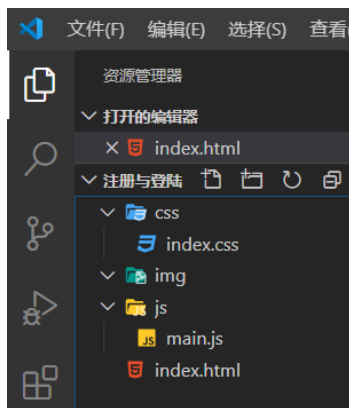 文件(F) 编辑(E) 选择(S) 查看
资源管理器
打开的编辑器
index.html
注册与登陆
css
index.css
img
js
JS main.js
index.html